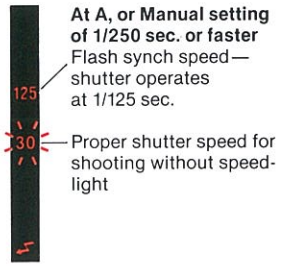 At A, or Manual setting
of 1/250 sec. or faster
Flash synch speed—
shutter operates
at 1/125 sec.
125
30
Proper shutter speed for
shooting without speed-
light